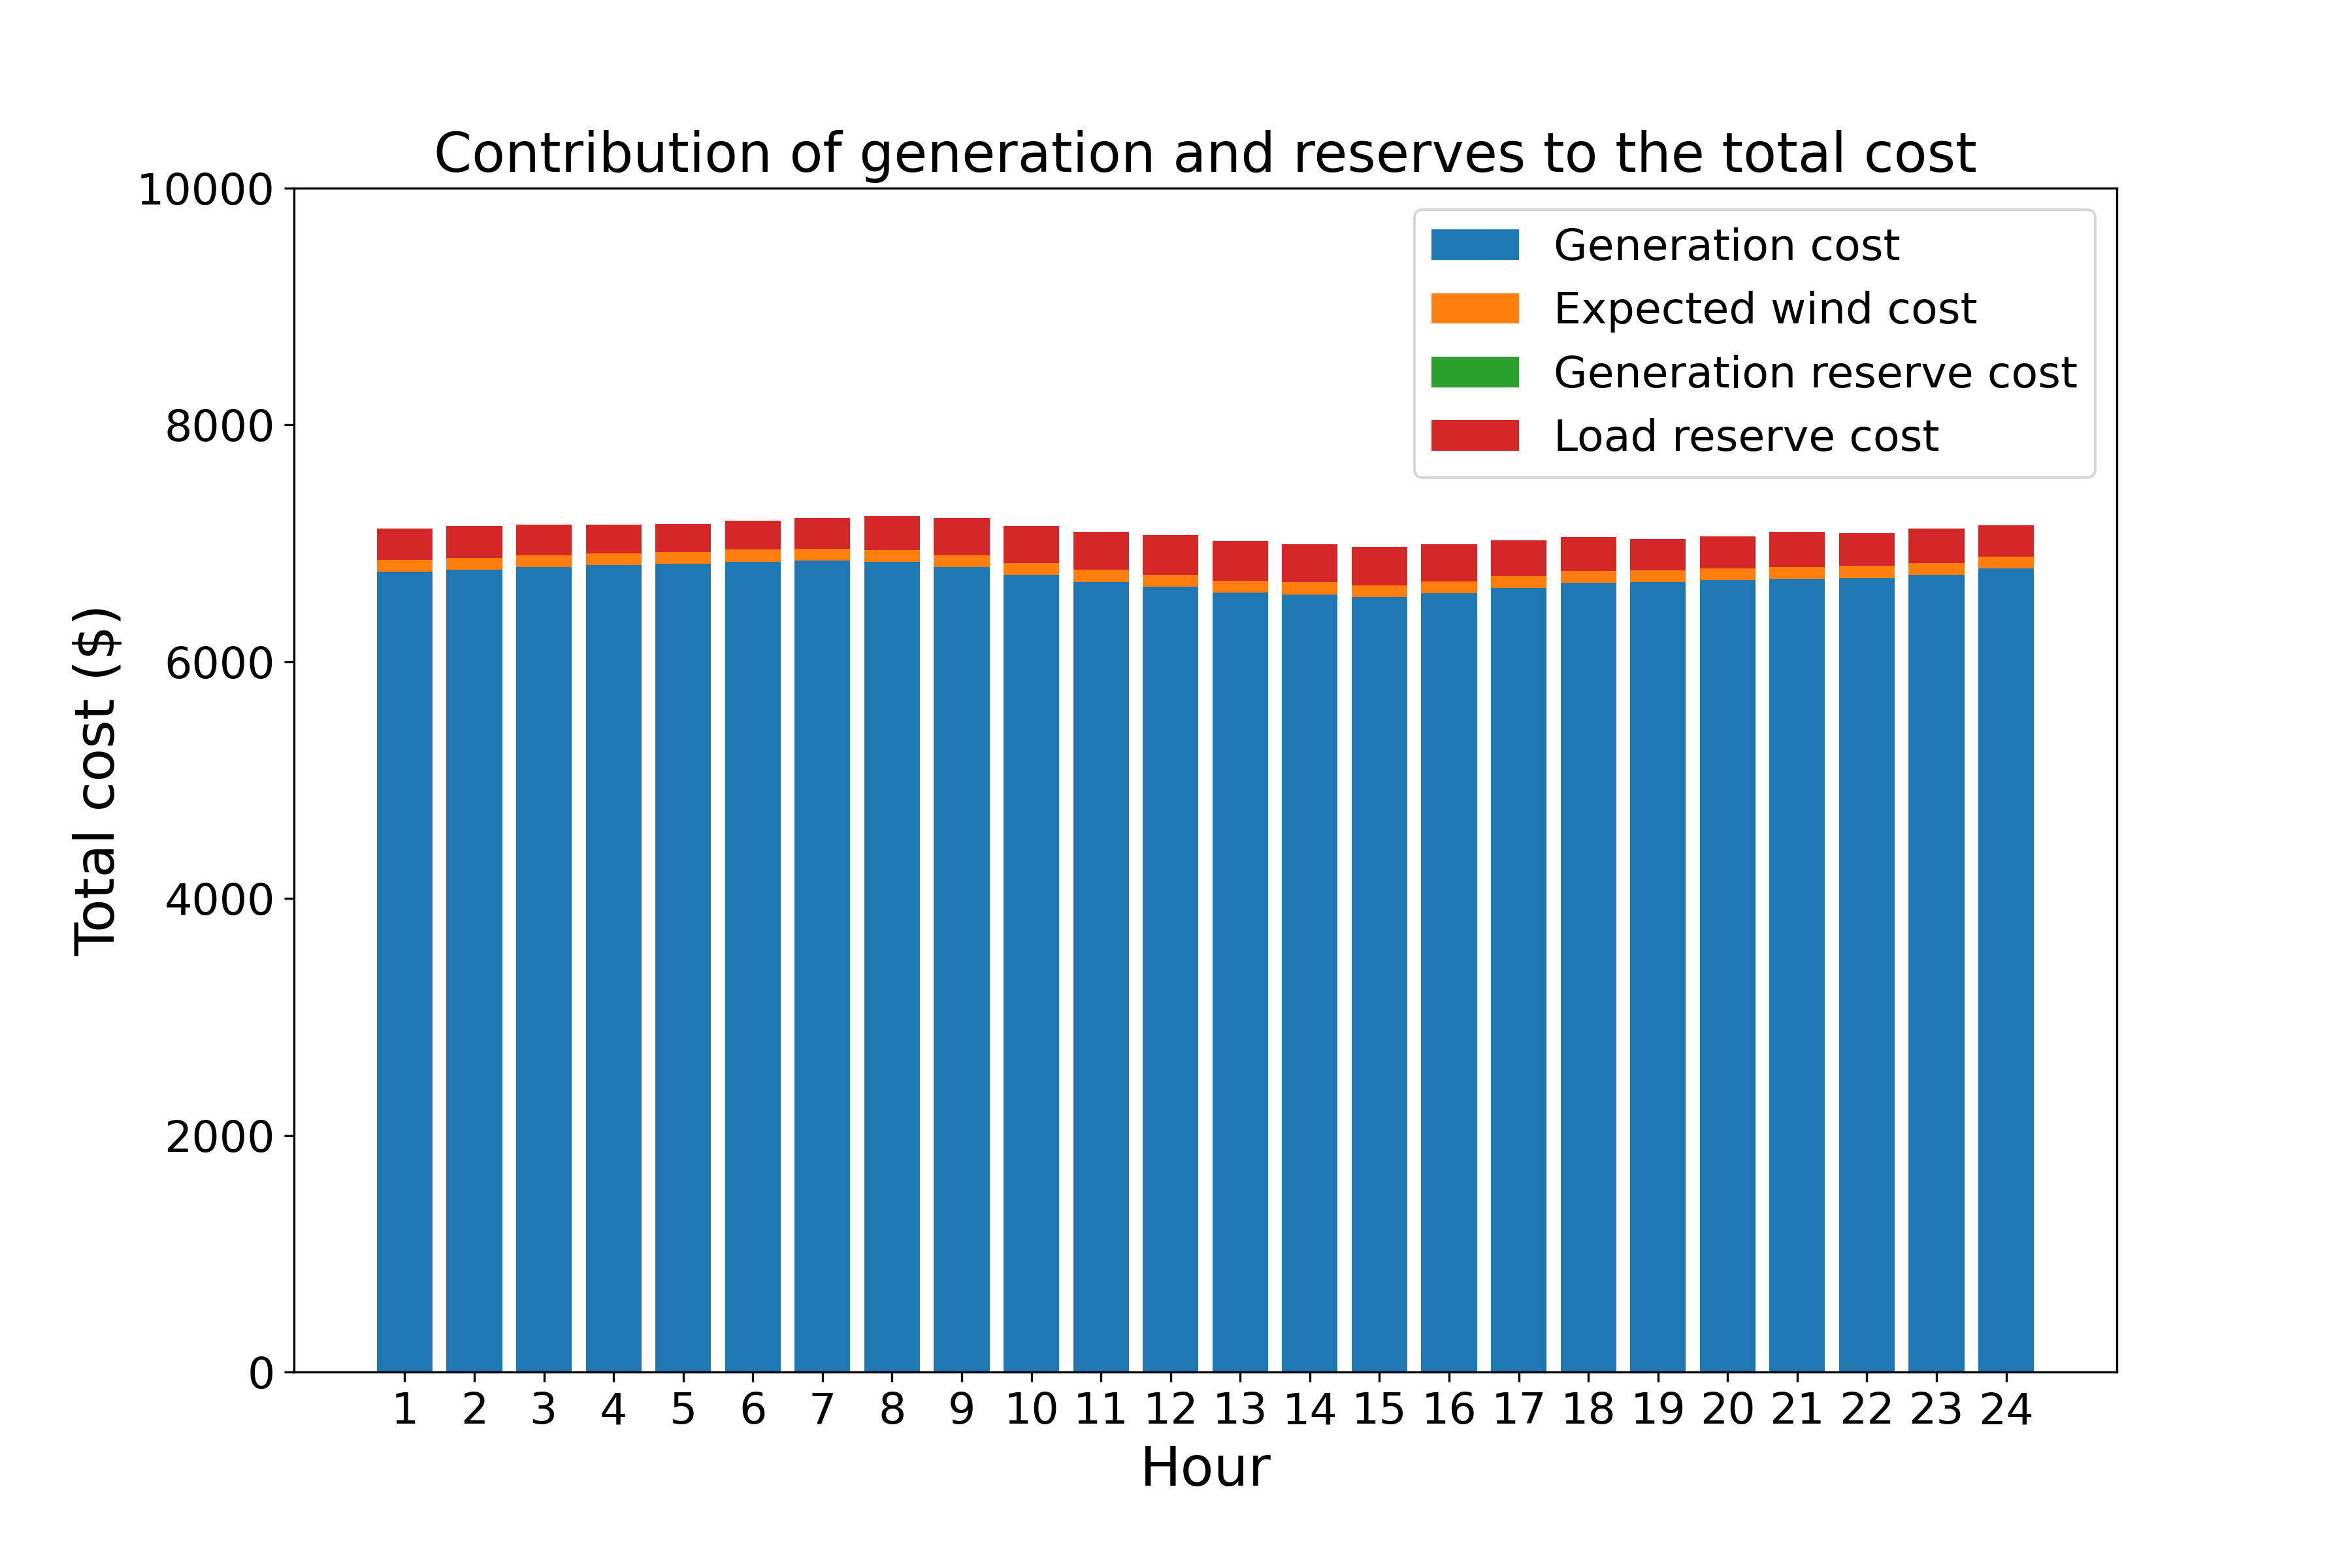 Contribution of generation and reserves to the total cost
10000
8000
6000
4000
2000
0
Total cost ($)
Generation cost
Expected wind cost
Generation reserve cost
Load reserve cost
1 2 3 4 5 6 7 8 9 10 11 12 13 14 15 16 17 18 19 20 21 22 23 24
Hour